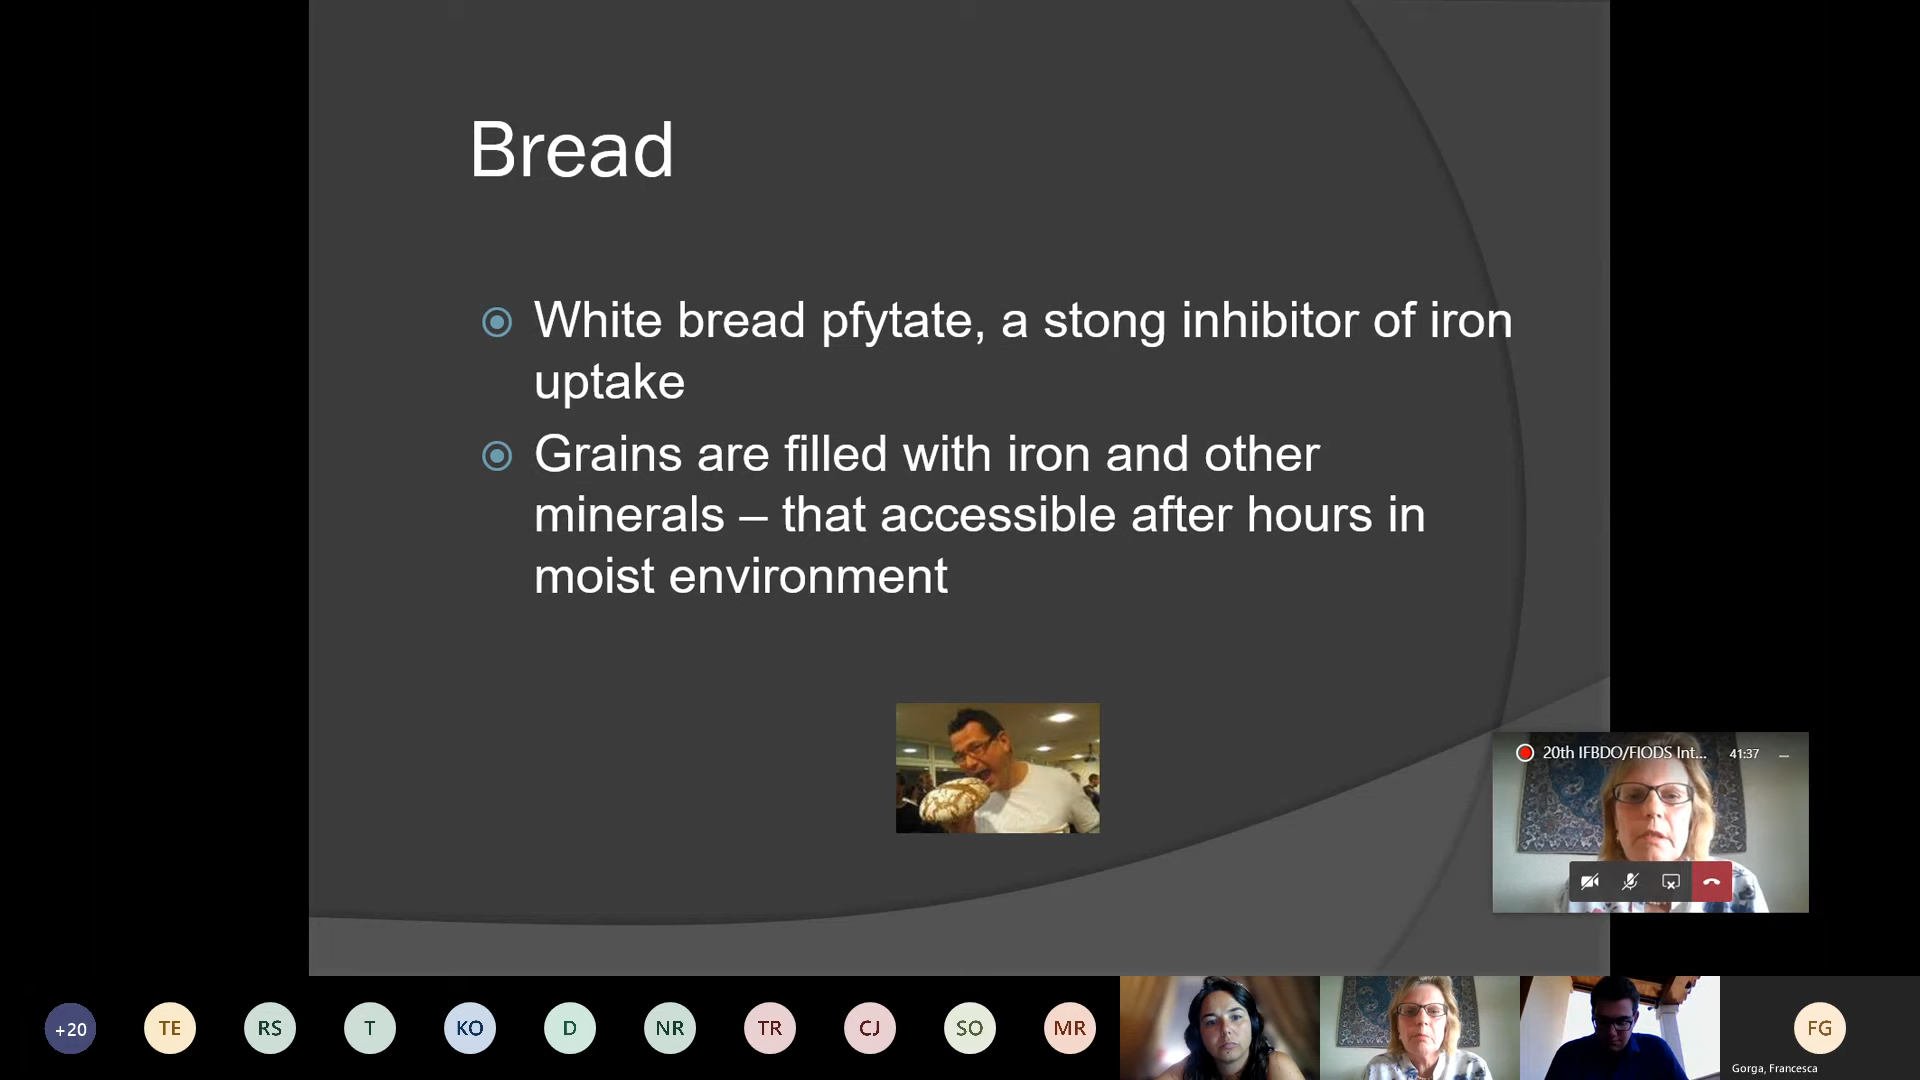 Bread
White bread pfytate, a stong inhibitor of iron
uptake
Grains are filled with iron and other
minerals – that accessible after hours in
moist environment
20th IFBDO/FIODS Int... 41:37
+20 TE RS T KO D NR TR CJ SO MR FG
Gorga, Francesca